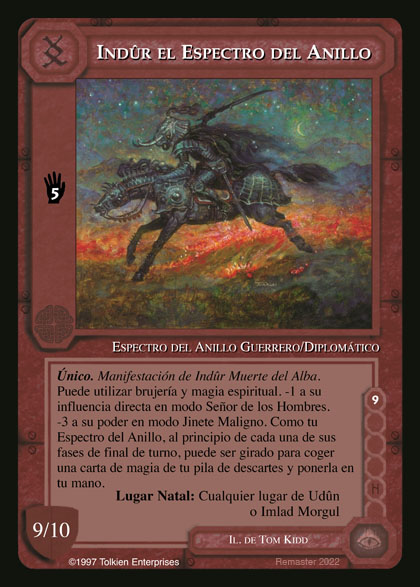 INDÛR EL ESPECTRO DEL ANILLO
5
ESPECTRO DEL ANILLO GUERRERO/DIPLOMÁTICO
Único. Manifestación de Indûr Muerte del Alba.
Puede utilizar brujería y magia espiritual. -1 a su
influencia directa en modo Señor de los Hombres.
-3 a su poder en modo Jinete Maligno. Como tu
Espectro del Anillo, al principio de cada una de sus
fases de final de turno, puede ser girado para coger
una carta de magia de tu pila de descartes y ponerla en
tu mano.
Lugar Natal: Cualquier lugar de Udûn
o Imlad Morgul
9
H
9/10
IL. DE TOM KIDD
©1997 Tolkien Enterprises
Remaster 2022